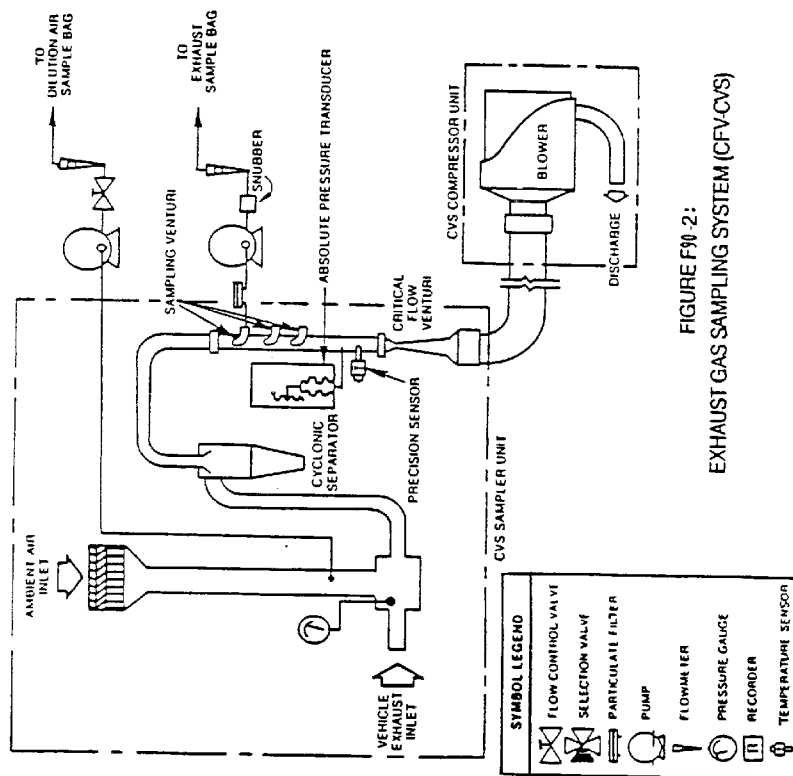 TO
DILUTION AIR
SAMPLE BAG
TO
EXHAUST
SAMPLE BAG
SNUBBER
ABSOLUTE PRESSURE TRANSDUCER
SAMPLING VENTURI
CVS COMPRESSOR UNIT
BLOWER
DISCHARGE
CRITICAL
FLOW
VENTURI
PRECISION SENSOR
CYCLONIC
SEPARATOR
CVS SAMPLER UNIT
AMBIENT AIR
INLET
VEHICLE
EXHAUST
INLET
FIGURE F90-2:
EXHAUST GAS SAMPLING SYSTEM (CFV-CVS)
SYMBOL LEGEND
FLOW CONTROL VALVE
SELECTION VALVE
PARTICULATE FILTER
PUMP
FLOWMETER
PRESSURE GAUGE
R RECORDER
TEMPERATURE SENSOR